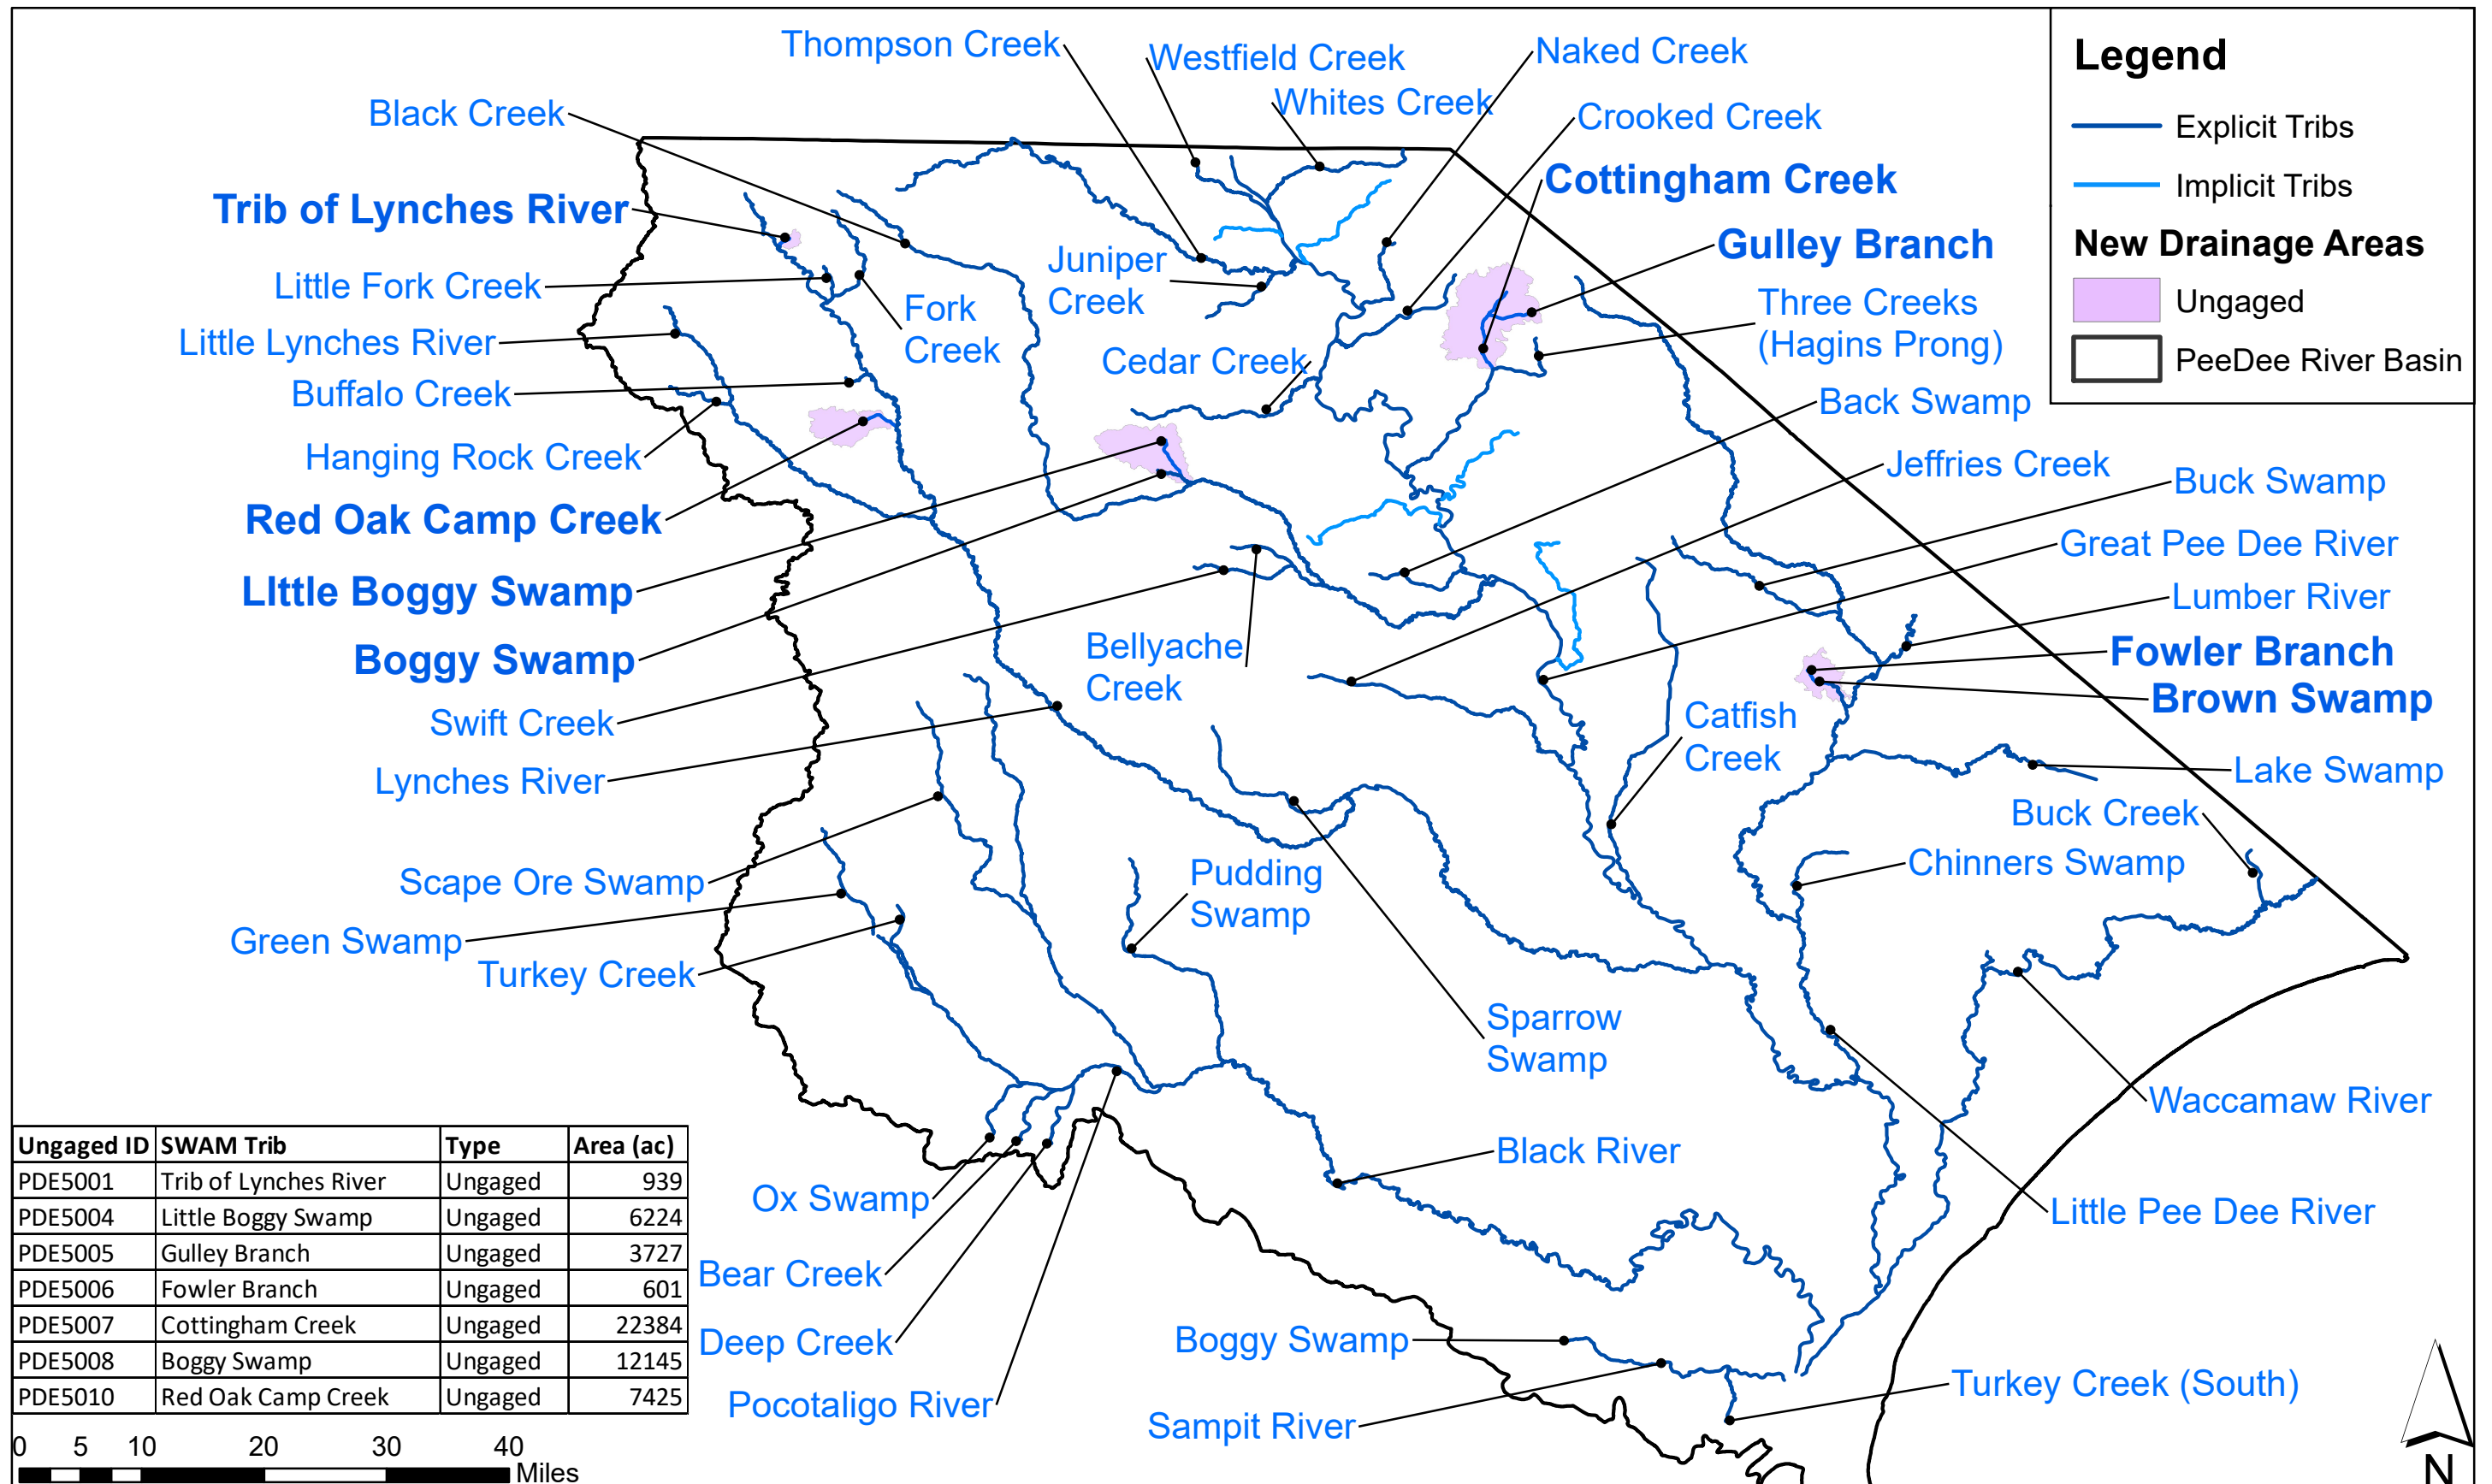 Thompson Creek
Westfield Creek
Naked Creek
Whites Creek
Black Creek
Crooked Creek
Cottingham Creek
Trib of Lynches River
Gulley Branch
Juniper
Creek
Little Fork Creek
Fork
Creek
Three Creeks
(Hagins Prong)
Little Lynches River
Cedar Creek
Buffalo Creek
Back Swamp
Hanging Rock Creek
Jeffries Creek
Buck Swamp
Red Oak Camp Creek
Great Pee Dee River
LIttle Boggy Swamp
Lumber River
Boggy Swamp
Bellyache
Creek
Fowler Branch
Brown Swamp
Swift Creek
Catfish
Creek
Lynches River
Lake Swamp
Buck Creek
Scape Ore Swamp
Pudding
Swamp
Chinners Swamp
Green Swamp
Turkey Creek
Sparrow
Swamp
Waccamaw River
Black River
Ox Swamp
Little Pee Dee River
Bear Creek
Deep Creek
Boggy Swamp
Pocotaligo River
Turkey Creek (South)
Sampit River
Legend
Explicit Tribs
Implicit Tribs
New Drainage Areas
Ungaged
PeeDee River Basin
Ungaged ID SWAM Trib Type Area (ac)
PDE5001 Trib of Lynches River Ungaged 939
PDE5004 Little Boggy Swamp Ungaged 6224
PDE5005 Gulley Branch Ungaged 3727
PDE5006 Fowler Branch Ungaged 601
PDE5007 Cottingham Creek Ungaged 22384
PDE5008 Boggy Swamp Ungaged 12145
PDE5010 Red Oak Camp Creek Ungaged 7425
0 5 10 20 30 40
Miles
N